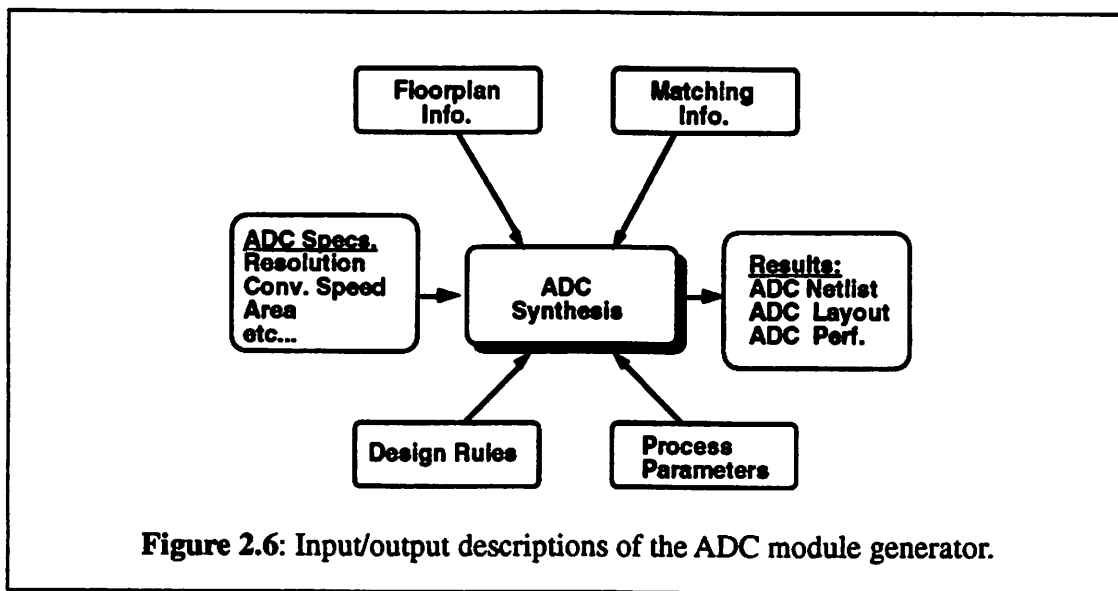 Floorplan
Info.
Matching
Info.
ADC Specs.
Resolution
Conv. Speed
Area
etc...
ADC
Synthesis
Results:
ADC Netlist
ADC Layout
ADC Perf.
Design Rules
Process
Parameters
Figure 2.6: Input/output descriptions of the ADC module generator.